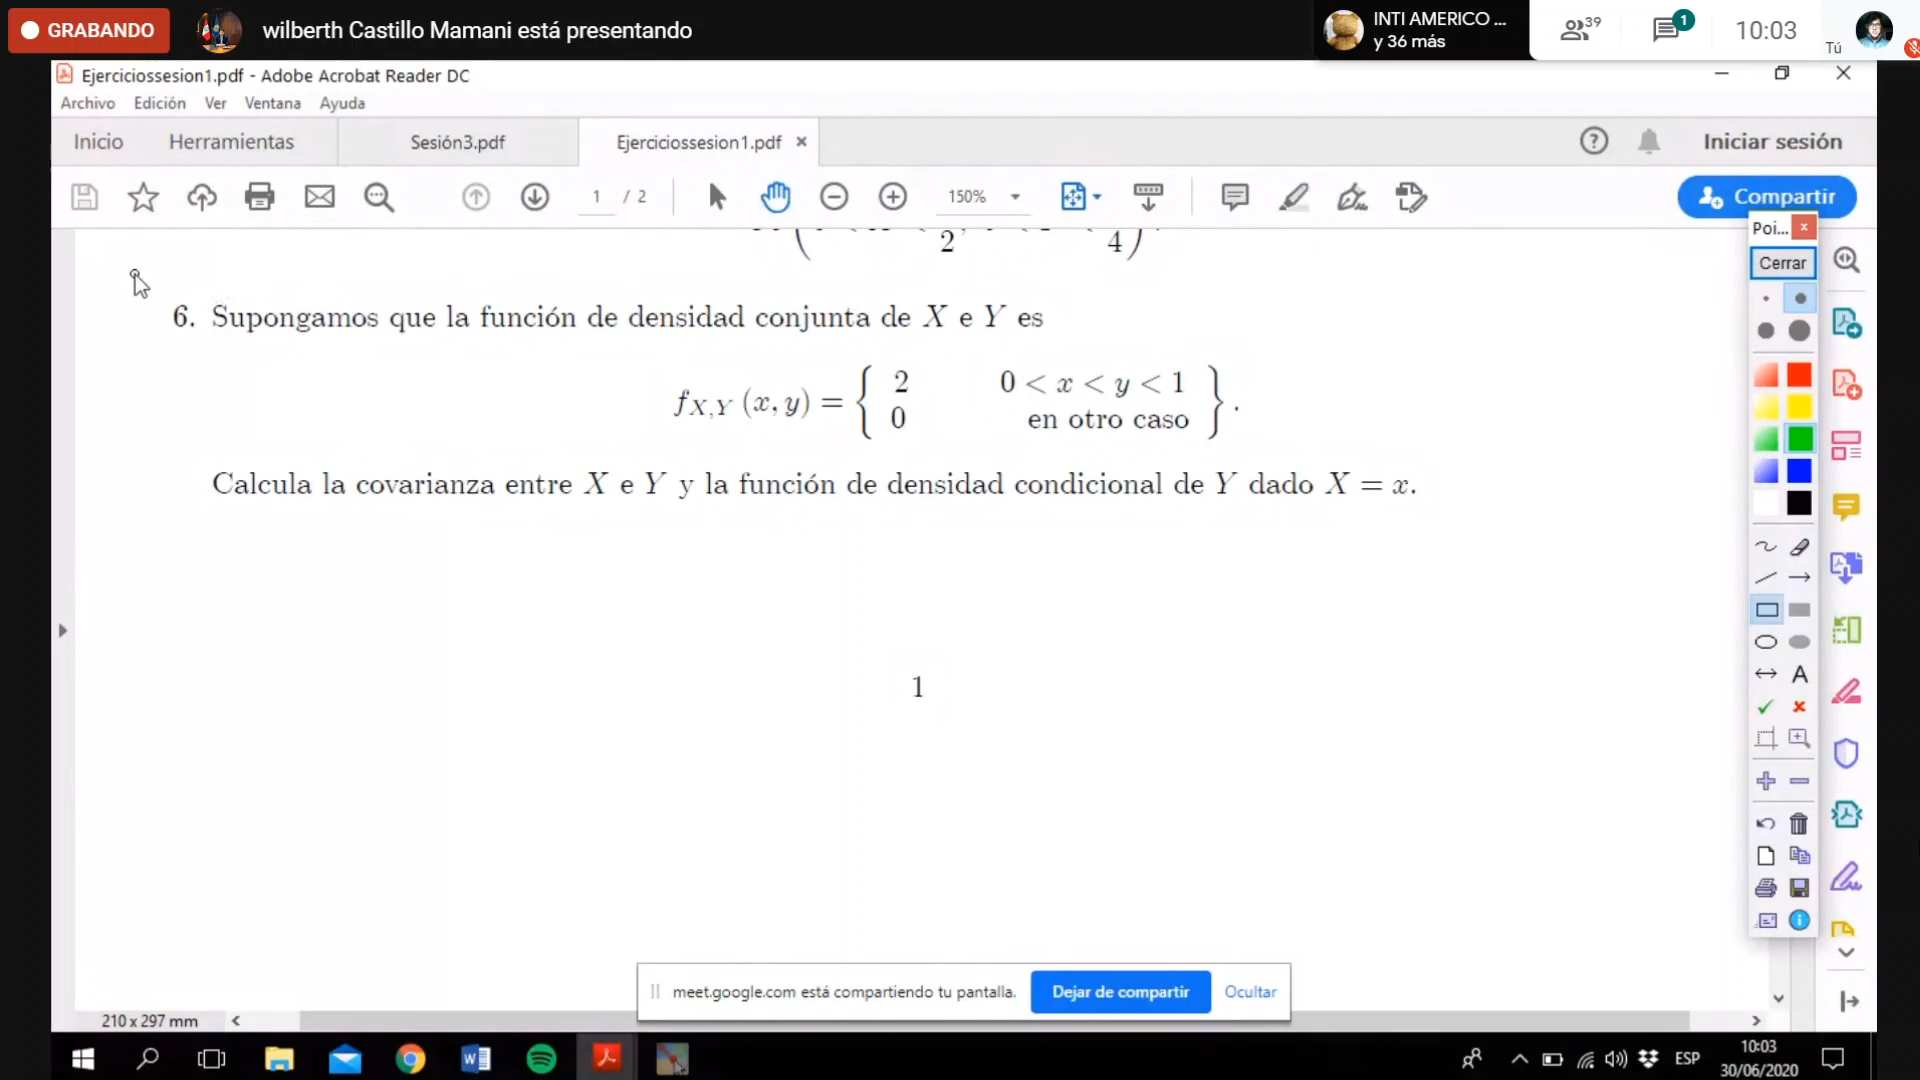 GRABANDO
wilberth Castillo Mamani está presentando
INTI AMERICO ...
y 36 más
39
1
10:03
Tú
Ejerciciossesion1.pdf - Adobe Acrobat Reader DC
Archivo Edición Ver Ventana Ayuda
Inicio Herramientas Sesión3.pdf Ejerciciossesion1.pdf × Iniciar sesión
1 / 2 150% Compartir
2 4
Poi...
Cerrar
6. Supongamos que la función de densidad conjunta de X e Y es
f_{X,Y} (x, y) = { 2 0 < x < y < 1
0 en otro caso } .
Calcula la covarianza entre X e Y y la función de densidad condicional de Y dado X = x.
A
1
meet.google.com está compartiendo tu pantalla. Dejar de compartir Ocultar
210 x 297 mm
ESP
10:03
30/06/2020